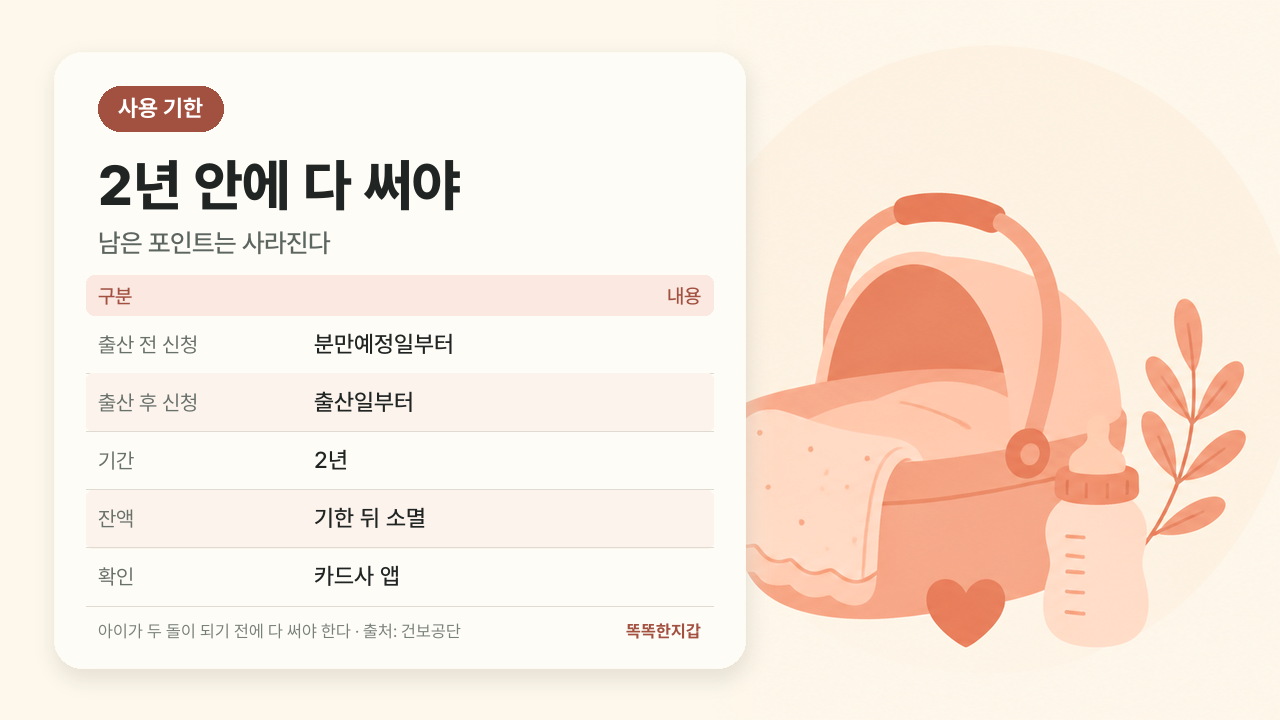 사용 기한
2년 안에 다 써야
남은 포인트는 사라진다
구분 내용
출산 전 신청 분만예정일부터
출산 후 신청 출산일부터
기간 2년
잔액 기한 뒤 소멸
확인 카드사 앱
아이가 두 돌이 되기 전에 다 써야 한다 · 출처: 건보공단 똑똑한지갑